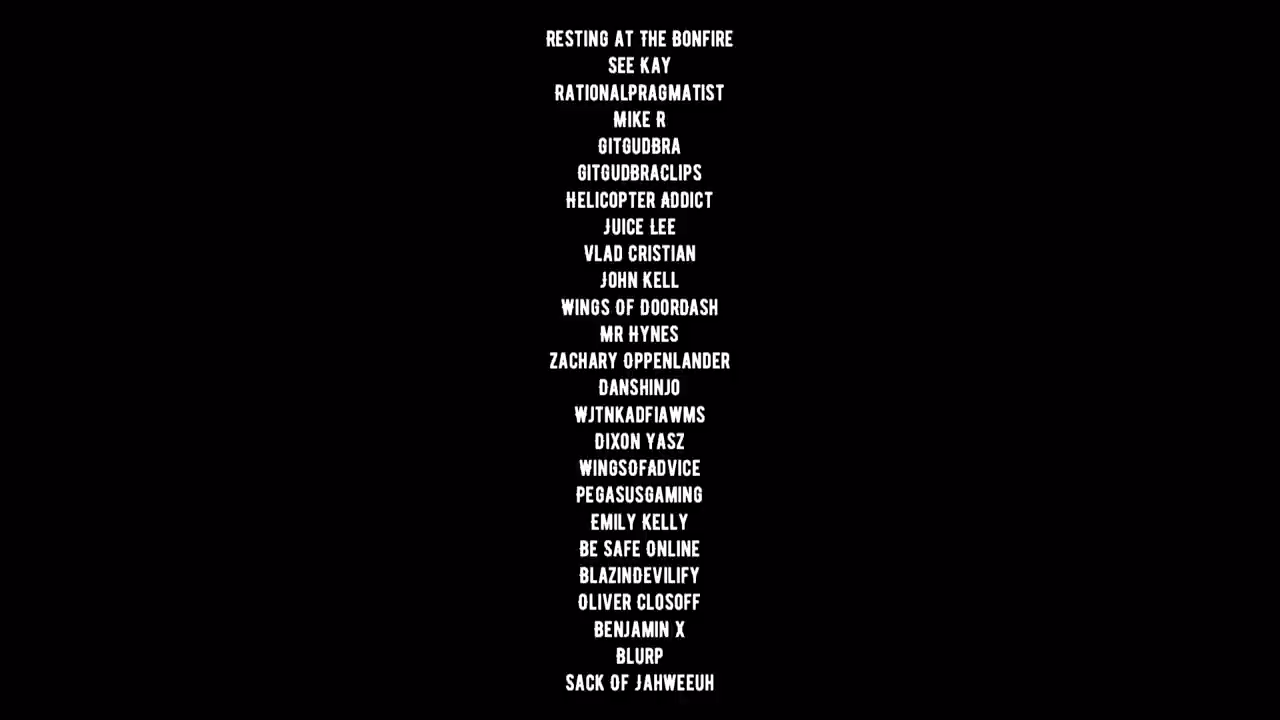 Resting at The Bonfire
See Kay
RationalPragmatist
Mike R
GitGudBra
GitGudBraClips
Helicopter Addict
Juice Lee
Vlad Cristian
John Kell
Wings of Doordash
Mr Hynes
Zachary Oppenlander
Danshinjo
WJTNKADFIAWMS
Dixon Yasz
WingsofAdvice
PegasusGaming
Emily Kelly
Be Safe Online
BlazinDevilify
Oliver Closoff
Benjamin X
Blurp
Sack Of Jahweeuh